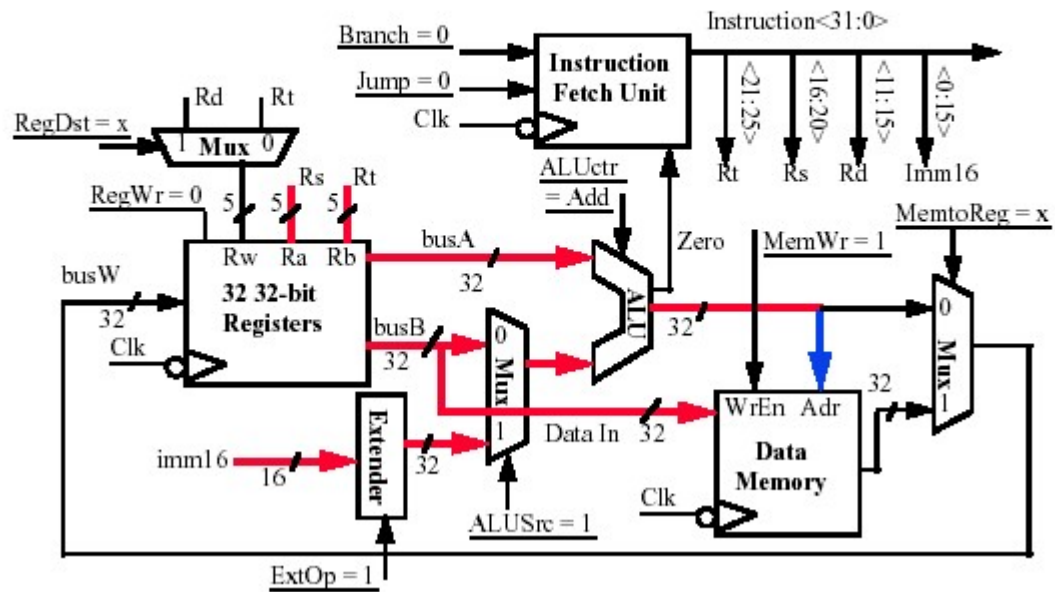 Instruction<31:0>
Branch = 0
Jump = 0
Clk
Instruction
Fetch Unit
<21:25>
<16:20>
<11:15>
<0:15>
Rt
Rs
Rd
Imm16
Rd
Rt
RegDst = x
1
Mux
0
RegWr = 0
5
5
Rs
5
Rt
ALUctr
= Add
Zero
MemWr = 1
MemtoReg = x
busW
32
Rw
Ra
Rb
32 32-bit
Registers
Clk
busA
32
busB
32
0
Mux
1
ALU
32
0
Mux
1
32
WrEn
Adr
Data In
32
Data
Memory
Clk
imm16
16
Extender
32
ALUSrc = 1
ExtOp = 1